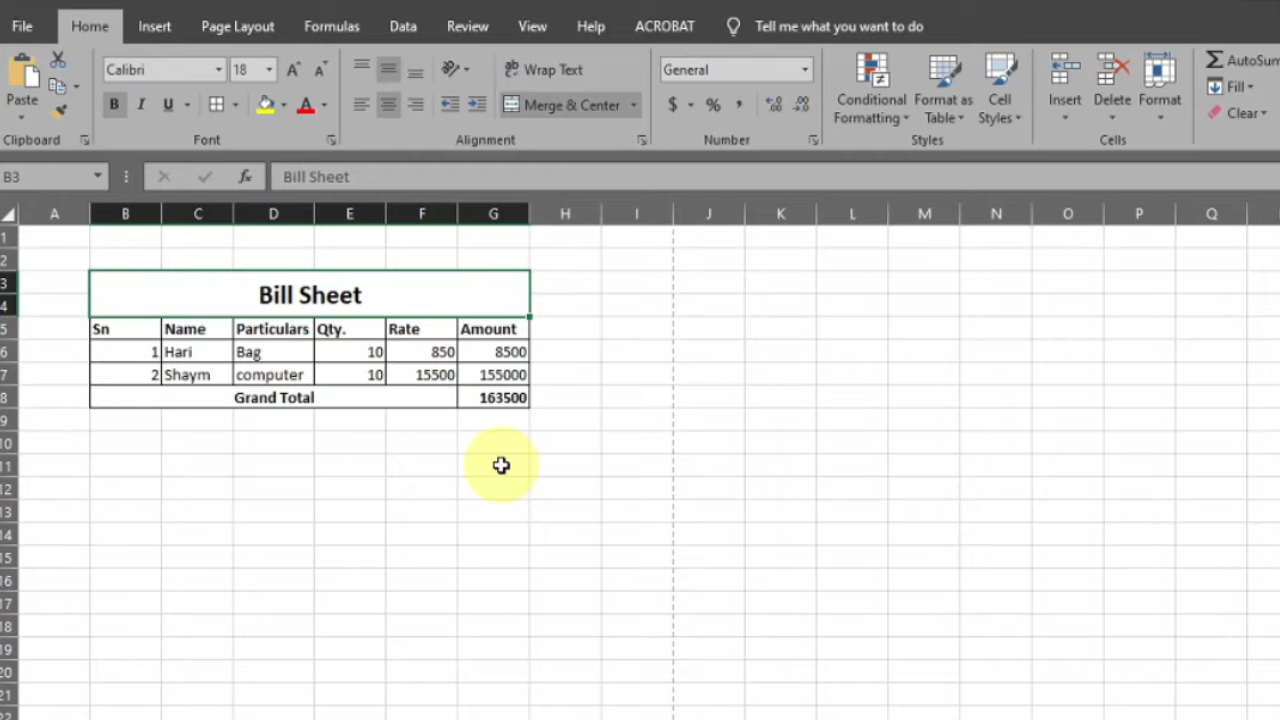 File Home Insert Page Layout Formulas Data Review View Help ACROBAT Tell me what you want to do
Calibri 18 A A Wrap Text General AutoSum
Paste B I U A Merge & Center $ % , Conditional Formatting Format as Table Cell Styles Insert Delete Format Fill Clear
Clipboard Font Alignment Number Styles Cells
B3 fx Bill Sheet
A B C D E F G H I J K L M N O P Q
1
2
3 Bill Sheet
4
5 Sn Name Particulars Qty. Rate Amount
6 1 Hari Bag 10 850 8500
7 2 Shaym computer 10 15500 155000
8 Grand Total 163500
9
10
11
12
13
14
15
16
17
18
19
20
21